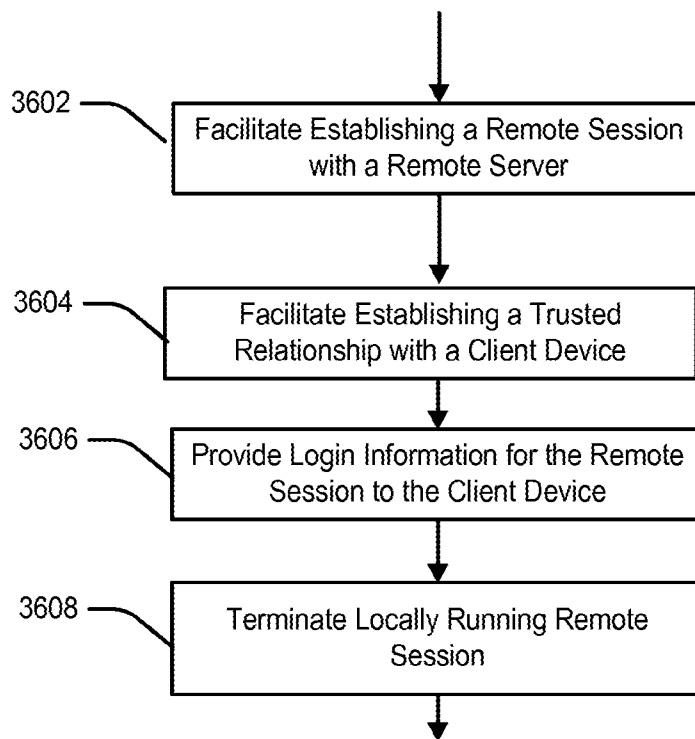 3602
Facilitate Establishing a Remote Session
with a Remote Server
3604
Facilitate Establishing a Trusted
Relationship with a Client Device
3606
Provide Login Information for the Remote
Session to the Client Device
3608
Terminate Locally Running Remote
Session